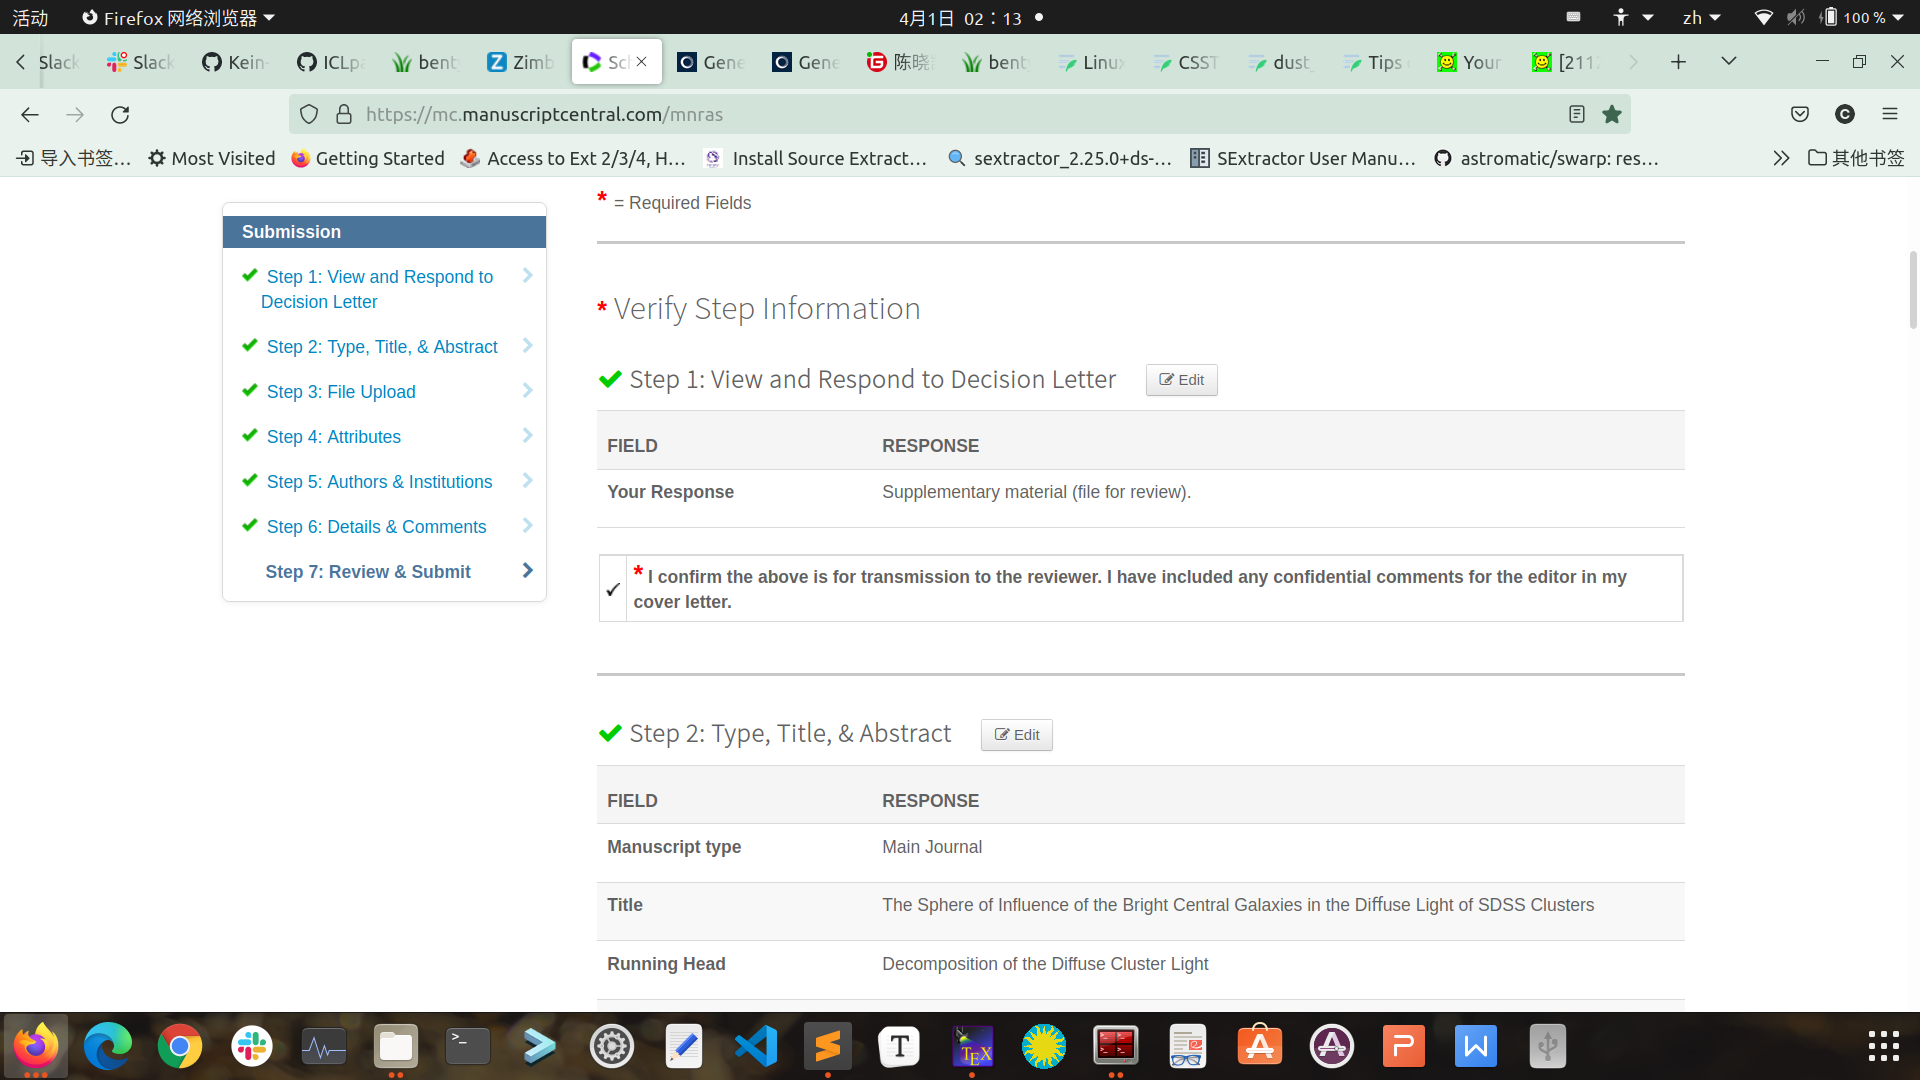 活动
Firefox 网络浏览器
4月1日 02：13
zh
100 %
Slack
Slack
Kein-
ICLpa
bent
Zimb
Sc
Gene
Gene
陈晓
bent
Linux
CSST
dust_
Tips
Your
[211
https://mc.manuscriptcentral.com/mnras
导入书签…
Most Visited
Getting Started
Access to Ext 2/3/4, H…
Install Source Extract…
sextractor_2.25.0+ds-…
SExtractor User Manu…
astromatic/swarp: res…
其他书签
* = Required Fields
Submission
Step 1: View and Respond to
Decision Letter
Step 2: Type, Title, & Abstract
Step 3: File Upload
Step 4: Attributes
Step 5: Authors & Institutions
Step 6: Details & Comments
Step 7: Review & Submit
* Verify Step Information
Step 1: View and Respond to Decision Letter
Edit
FIELD RESPONSE
Your Response Supplementary material (file for review).
* I confirm the above is for transmission to the reviewer. I have included any confidential comments for the editor in my
cover letter.
Step 2: Type, Title, & Abstract
Edit
FIELD RESPONSE
Manuscript type Main Journal
Title The Sphere of Influence of the Bright Central Galaxies in the Diffuse Light of SDSS Clusters
Running Head Decomposition of the Diffuse Cluster Light